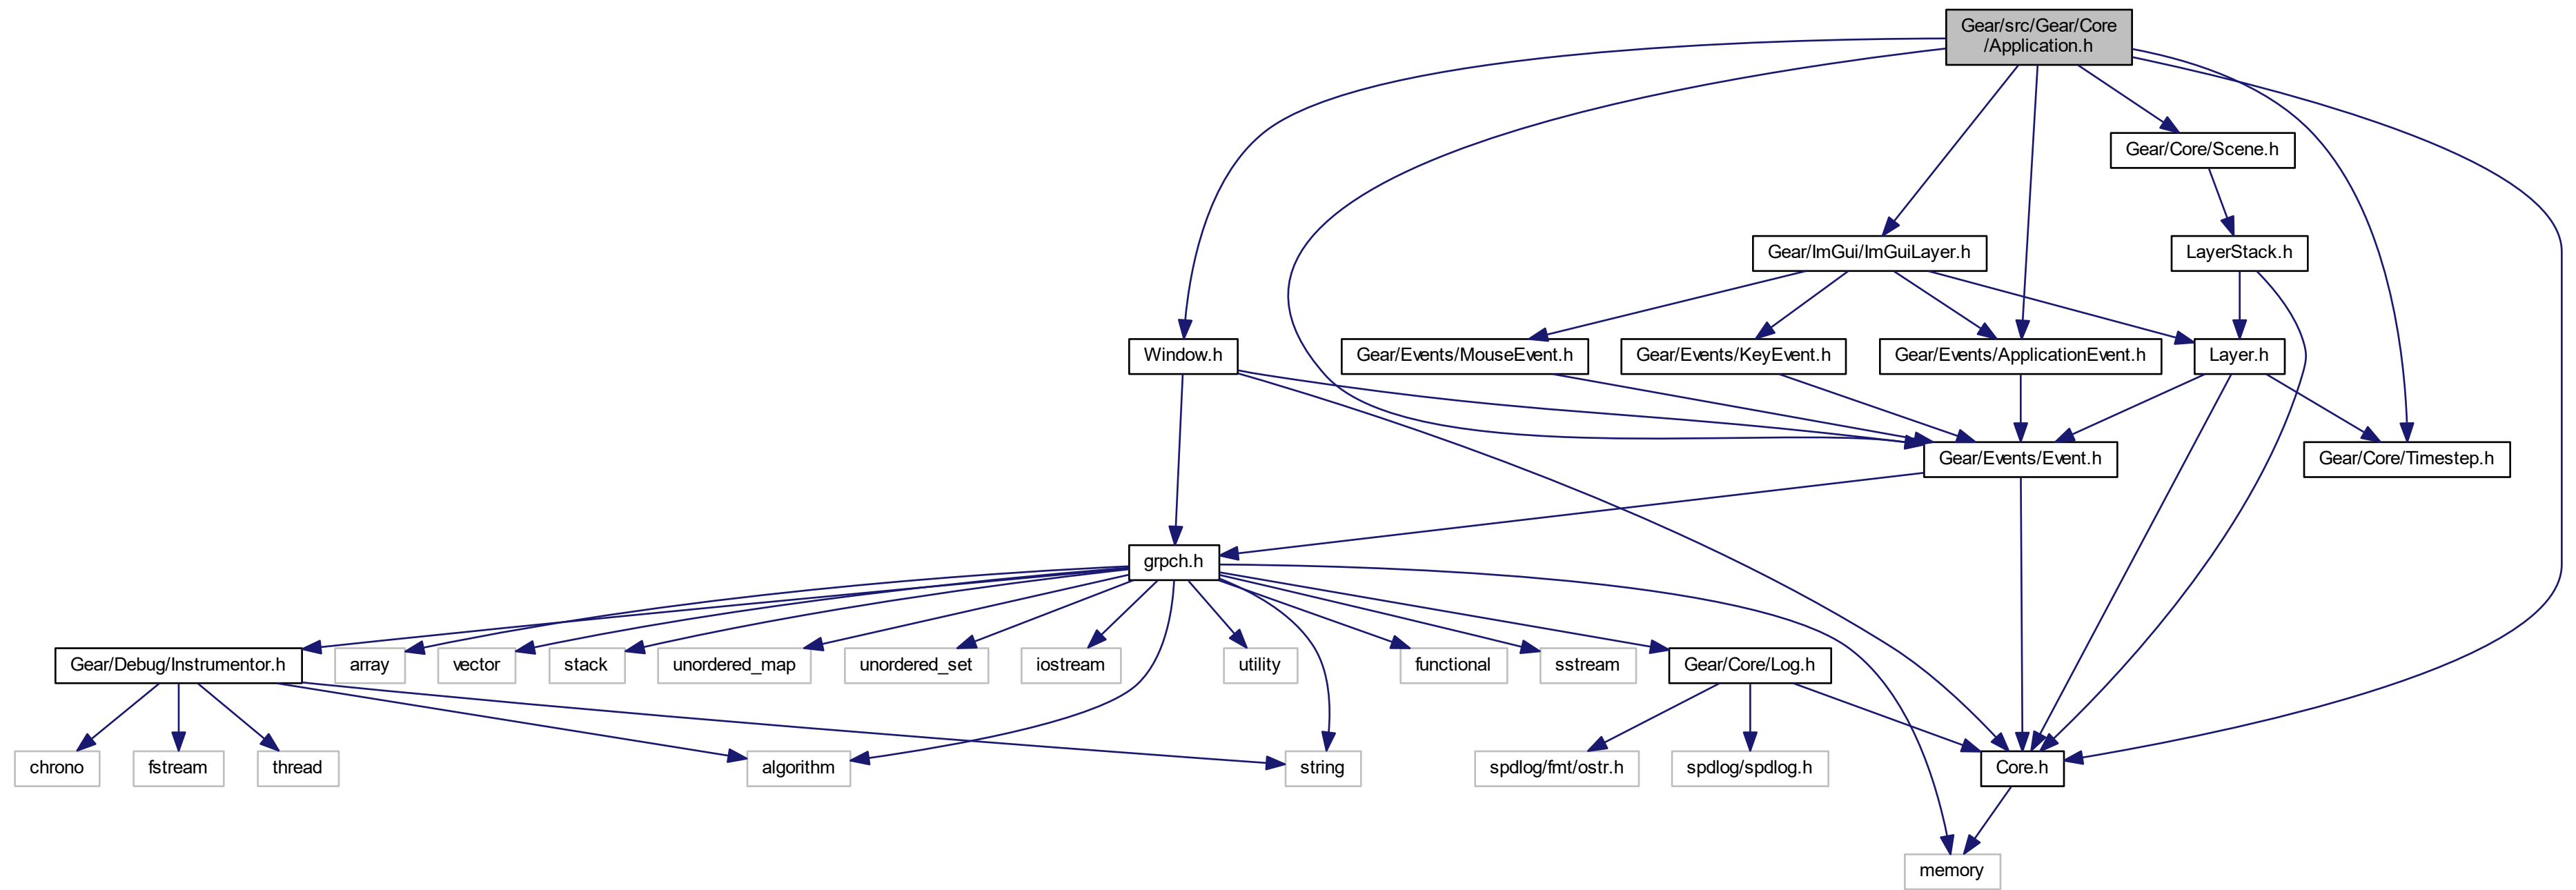 Gear/src/Gear/Core
/Application.h
Gear/Core/Scene.h
Gear/ImGui/ImGuiLayer.h
LayerStack.h
Window.h
Gear/Events/MouseEvent.h
Gear/Events/KeyEvent.h
Gear/Events/ApplicationEvent.h
Layer.h
Gear/Events/Event.h
Gear/Core/Timestep.h
grpch.h
Gear/Debug/Instrumentor.h
array
vector
stack
unordered_map
unordered_set
iostream
utility
functional
sstream
Gear/Core/Log.h
chrono
fstream
thread
algorithm
string
spdlog/fmt/ostr.h
spdlog/spdlog.h
Core.h
memory